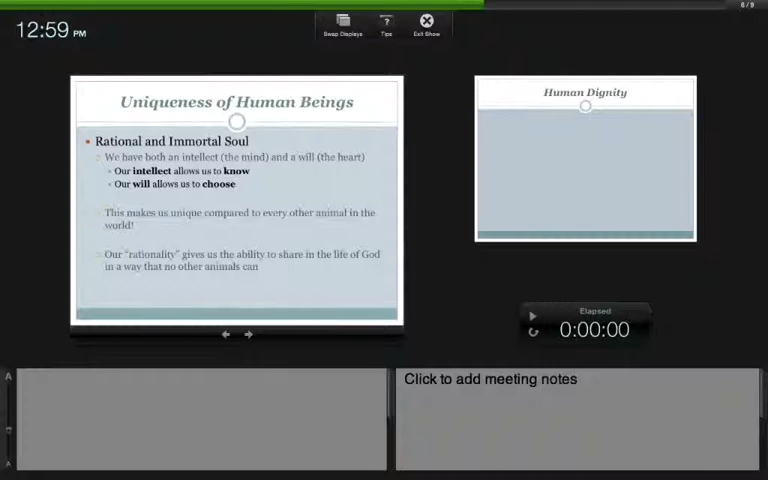 6 / 9
12:59 PM
Swap Displays
?
Tips
Exit Show
Uniqueness of Human Beings
Rational and Immortal Soul
We have both an intellect (the mind) and a will (the heart)
Our intellect allows us to know
Our will allows us to choose
This makes us unique compared to every other animal in the
world!
Our "rationality" gives us the ability to share in the life of God
in a way that no other animals can
Human Dignity
Elapsed
0:00:00
A
A
Click to add meeting notes